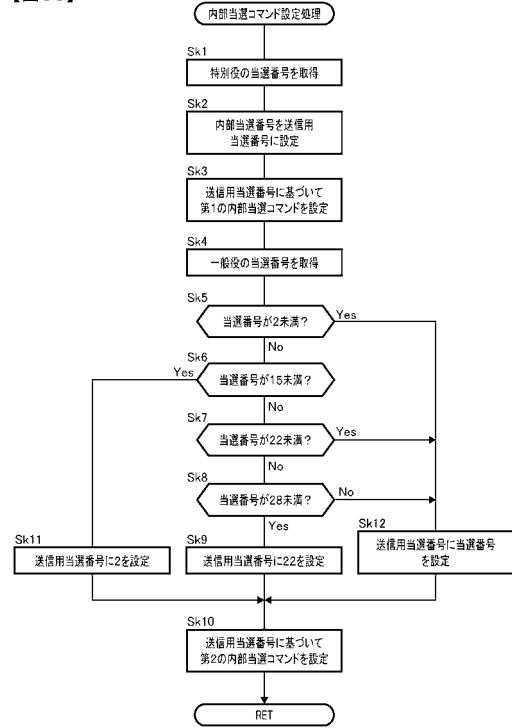 内部当選コマンド設定処理
Sk1
特別役の当選番号を取得
Sk2
内部当選番号を送信用
当選番号に設定
Sk3
送信用当選番号に基づいて
第1の内部当選コマンドを設定
Sk4
一般役の当選番号を取得
Sk5
当選番号が2未満?
Yes
No
Sk6
Yes
当選番号が15未満?
No
Sk7
当選番号が22未満?
Yes
No
Sk8
当選番号が28未満?
No
Yes
Sk11
送信用当選番号に2を設定
Sk9
送信用当選番号に22を設定
Sk12
送信用当選番号に当選番号
を設定
Sk10
送信用当選番号に基づいて
第2の内部当選コマンドを設定
RET